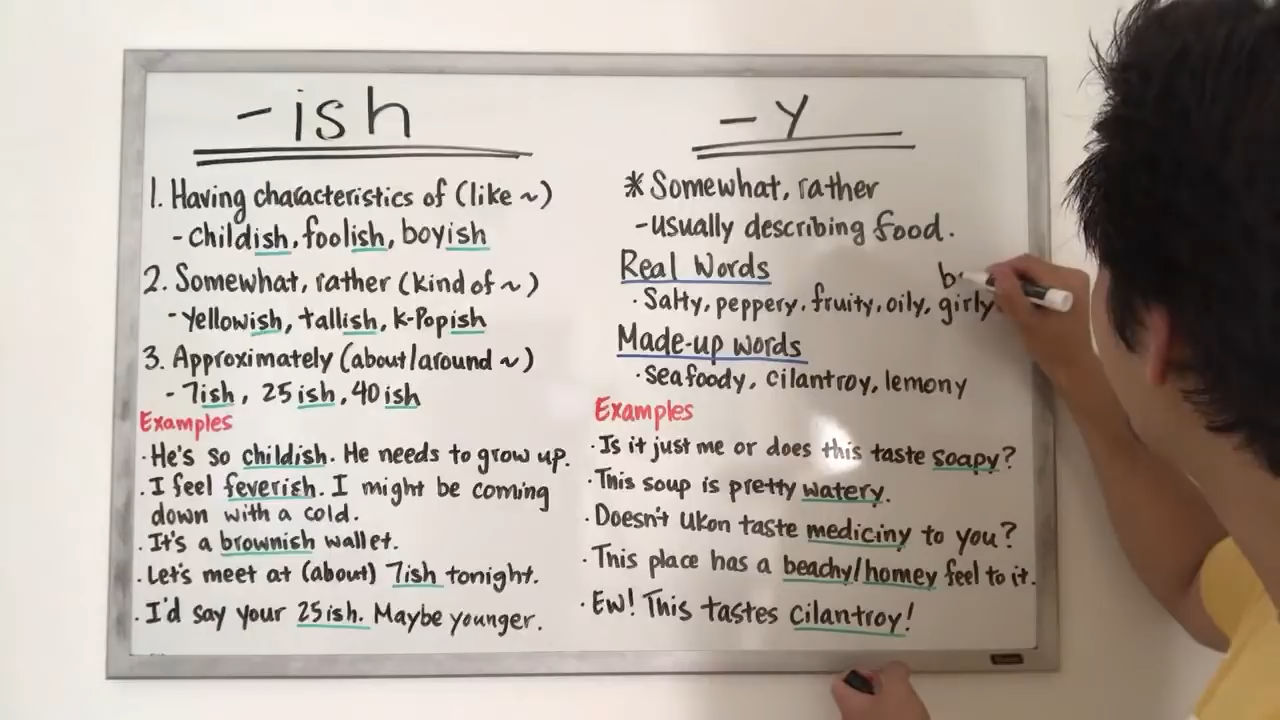 -ish
1. Having characteristics of (like ~)
- childish, foolish, boyish
2. Somewhat, rather (kind of ~)
- yellowish, tallish, K-Popish
3. Approximately (about/around ~)
- 7ish, 25ish, 40ish
Examples
· He's so childish. He needs to grow up.
· I feel feverish. I might be coming
down with a cold.
· It's a brownish wallet.
· Let's meet at (about) 7ish tonight.
· I'd say your 25ish. Maybe younger.
-y
* Somewhat, rather
- usually describing food.
Real Words
· Salty, peppery, fruity, oily, girly
Made-up words
· Seafoody, cilantroy, lemony
Examples
· Is it just me or does this taste soapy?
· This soup is pretty watery.
· Doesn't Ukon taste mediciny to you?
· This place has a beachy/homey feel to it.
· Ew! This tastes cilantroy!